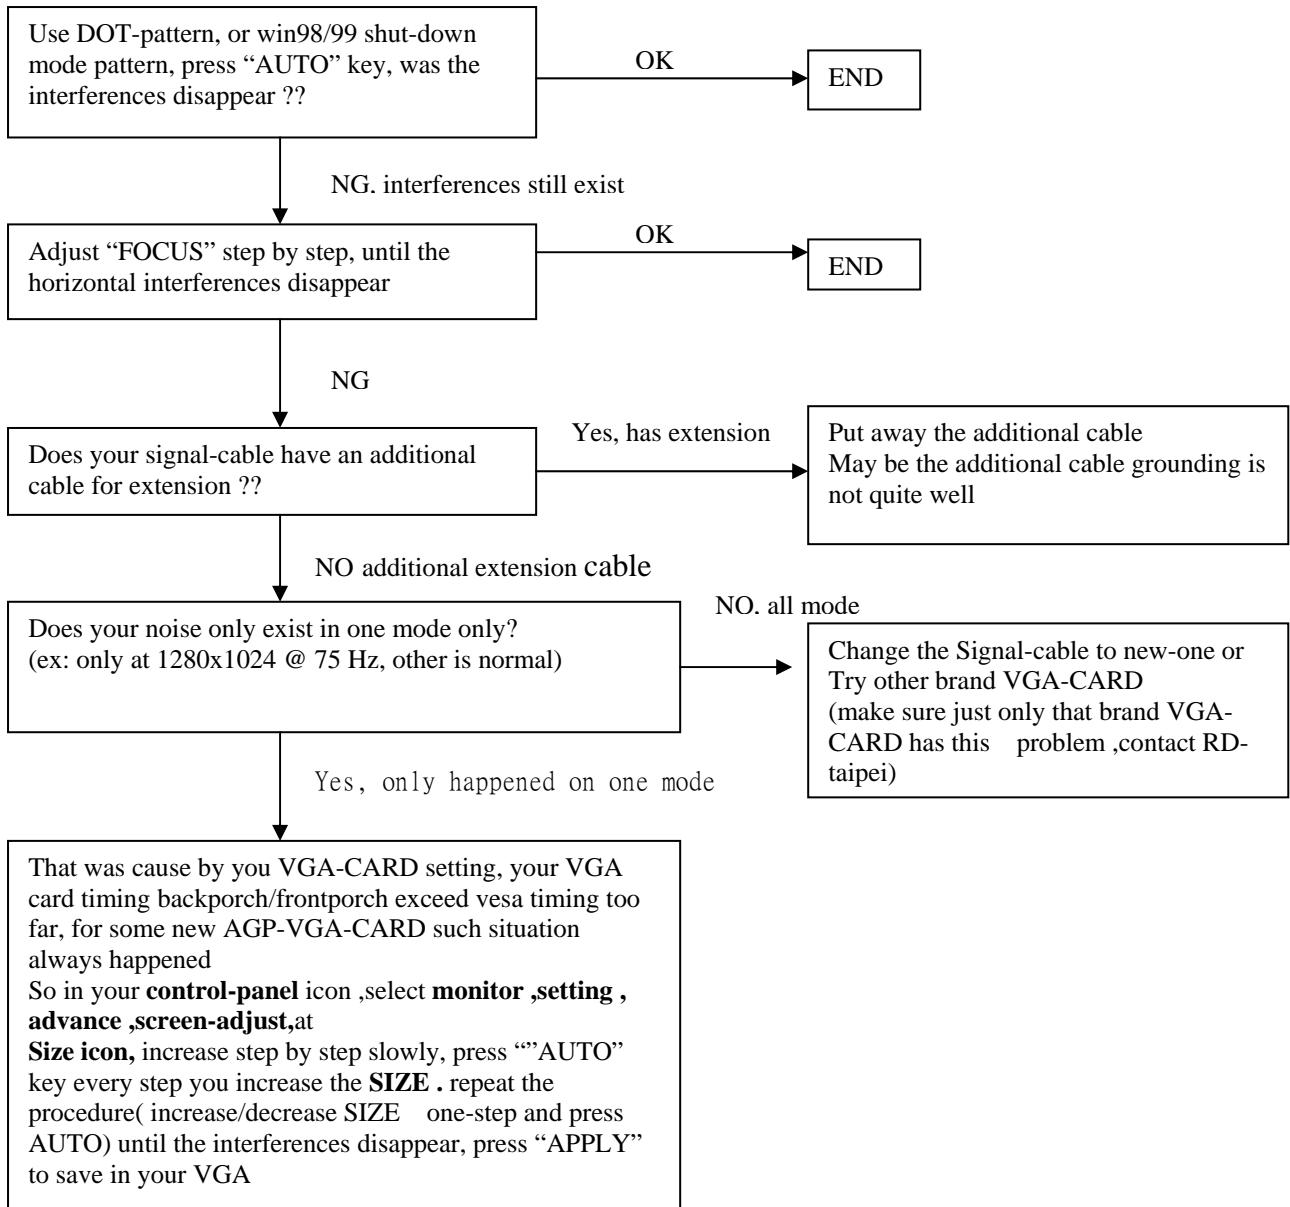 Use DOT-pattern, or win98/99 shut-down
mode pattern, press “AUTO” key, was the
interferences disappear ??
OK
END
NG, interferences still exist
Adjust “FOCUS” step by step, until the
horizontal interferences disappear
OK
END
NG
Does your signal-cable have an additional
cable for extension ??
Yes, has extension
Put away the additional cable
May be the additional cable grounding is
not quite well
NO additional extension cable
Does your noise only exist in one mode only?
(ex: only at 1280x1024 @ 75 Hz, other is normal)
NO, all mode
Change the Signal-cable to new-one or
Try other brand VGA-CARD
(make sure just only that brand VGA-
CARD has this problem ,contact RD-
taipei)
Yes, only happened on one mode
That was cause by you VGA-CARD setting, your VGA
card timing backporch/frontporch exceed vesa timing too
far, for some new AGP-VGA-CARD such situation
always happened
So in your control-panel icon ,select monitor ,setting ,
advance ,screen-adjust,at
Size icon, increase step by step slowly, press “”AUTO”
key every step you increase the SIZE . repeat the
procedure( increase/decrease SIZE one-step and press
AUTO) until the interferences disappear, press “APPLY”
to save in your VGA